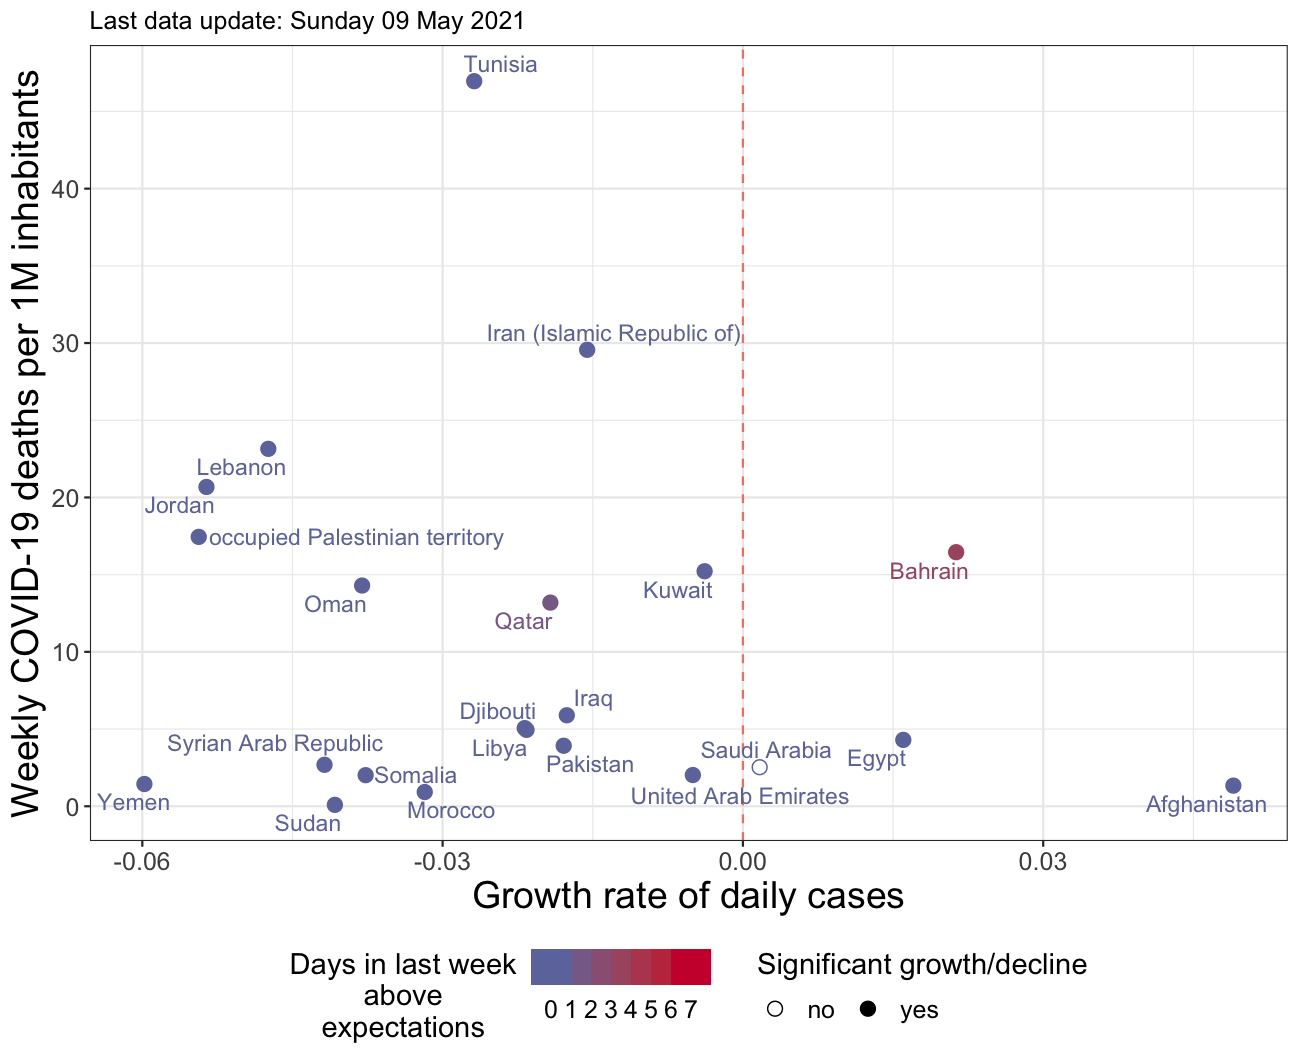 Last data update: Sunday 09 May 2021
Weekly COVID-19 deaths per 1M inhabitants
40
30
20
10
0
Tunisia
Iran (Islamic Republic of)
Lebanon
Jordan
occupied Palestinian territory
Bahrain
Kuwait
Oman
Qatar
Iraq
Djibouti
Syrian Arab Republic
Libya
Saudi Arabia
Egypt
Pakistan
Somalia
United Arab Emirates
Yemen
Morocco
Afghanistan
Sudan
-0.06
-0.03
0.00
0.03
Growth rate of daily cases
Days in last week
above
expectations
0 1 2 3 4 5 6 7
Significant growth/decline
no
yes